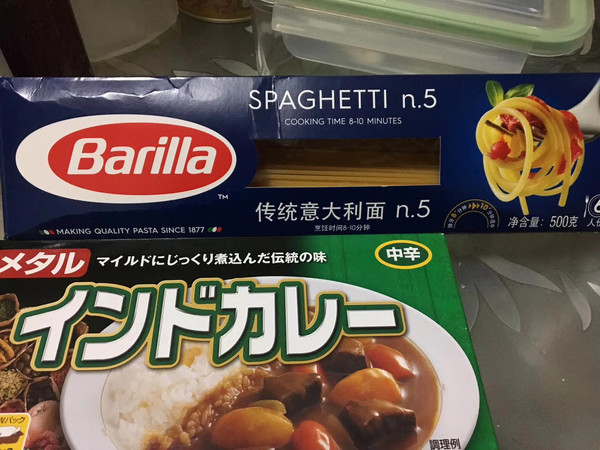 SPAGHETTI n.5
COOKING TIME 8-10 MINUTES
Barilla
TM
传统意大利面 n.5
烹饪时间8-10分钟
MAKING QUALITY PASTA SINCE 1877
净含量: 500克
6
メタル
マイルドにじっくり煮込んだ伝統の味
中辛
インドカレー
調理例